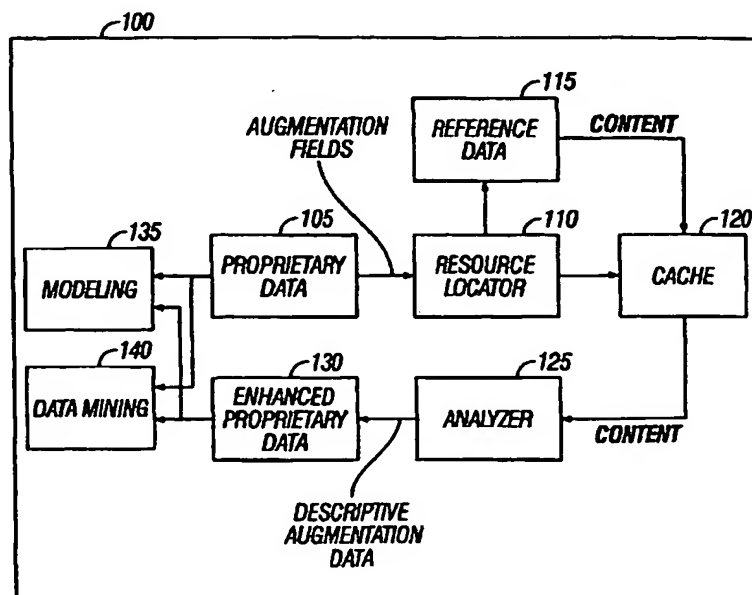 100
115
AUGMENTATION
FIELDS
REFERENCE
DATA
CONTENT
135
105
110
120
MODELING
PROPRIETARY
DATA
RESOURCE
LOCATOR
CACHE
140
130
125
DATA MINING
ENHANCED
PROPRIETARY
DATA
ANALYZER
CONTENT
DESCRIPTIVE
AUGMENTATION
DATA